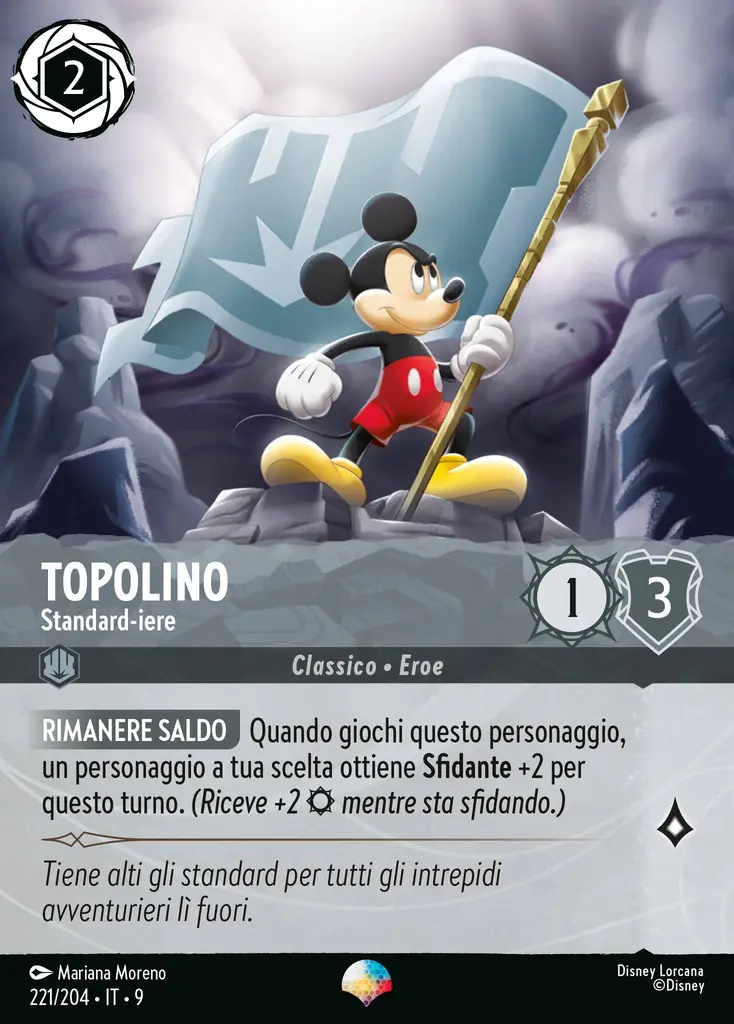 2
TOPOLINO
Standard-iere
1
3
Classico • Eroe
RIMANERE SALDO Quando giochi questo personaggio,
un personaggio a tua scelta ottiene Sfidante +2 per
questo turno. (Riceve +2 mentre sta sfidando.)
Tiene alti gli standard per tutti gli intrepidi
avventurieri lì fuori.
Mariana Moreno
221/204 • IT • 9
Disney Lorcana
©Disney